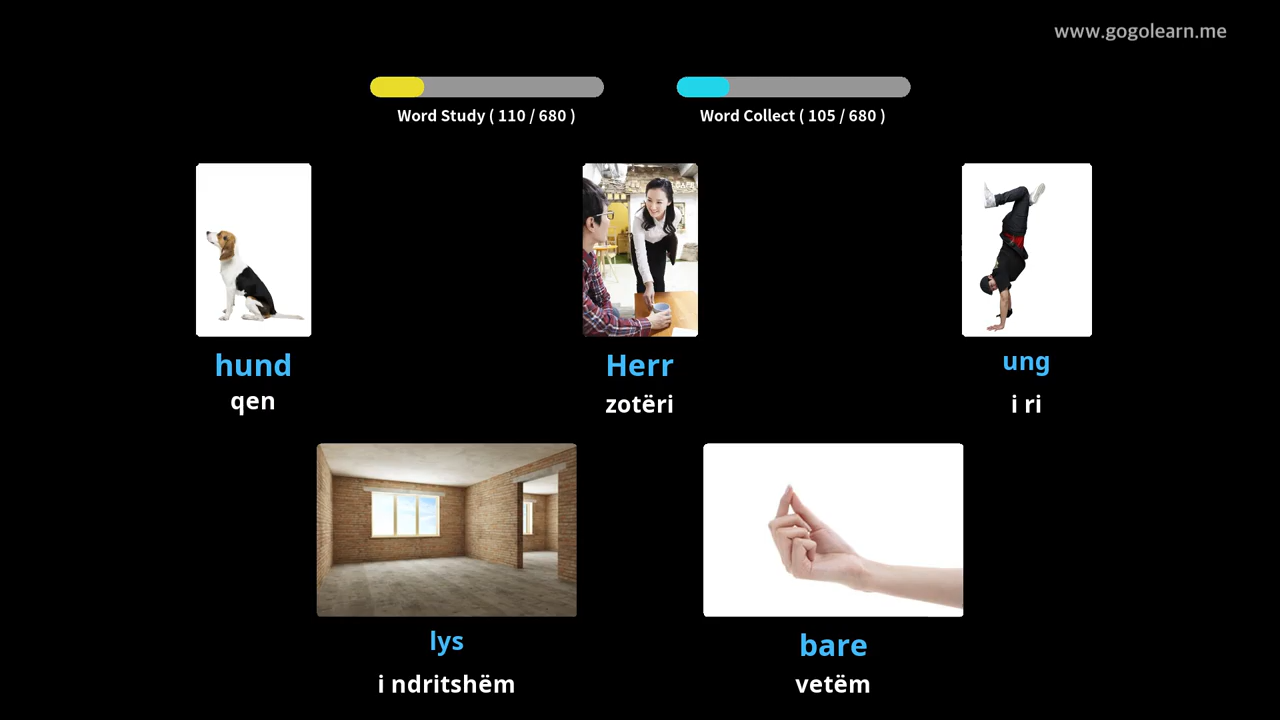 www.gogolearn.me
Word Study ( 110 / 680 )
Word Collect ( 105 / 680 )
hund
qen
Herr
zotëri
ung
i ri
lys
i ndritshëm
bare
vetëm